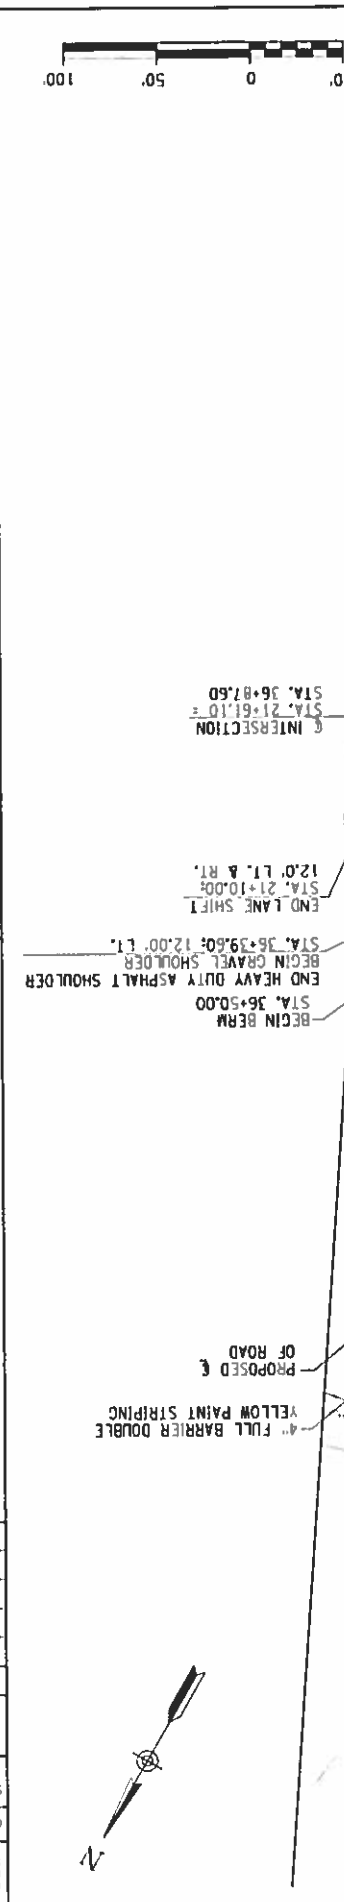 N
4" FULL BARRIER DOUBLE
YELLOW PAINT STRIPING
PROPOSED ℄
OF ROAD
BEGIN BERM
STA. 36+50.00
END HEAVY DUTY ASPHALT SHOULDER
BEGIN GRAVEL SHOULDER
STA. 36+39.60; 12.00' LT.
END LANE SHIFT
STA. 21+10.00;
12.0' LT. & RT.
℄ INTERSECTION
STA. 21+61.10 =
STA. 36+87.60
0 50' 100'